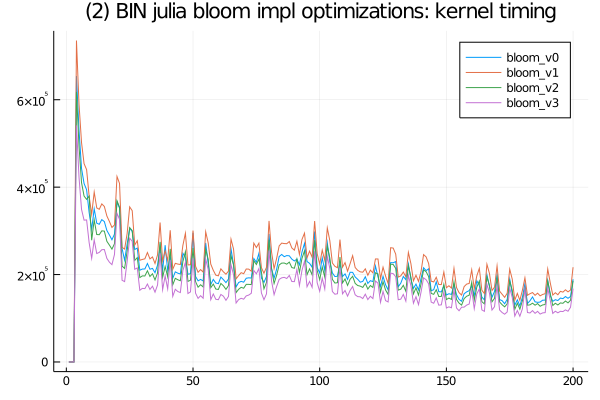 (2) BIN julia bloom impl optimizations: kernel timing
bloom_v0
bloom_v1
bloom_v2
bloom_v3
6×10⁵
4×10⁵
2×10⁵
0
0 50 100 150 200